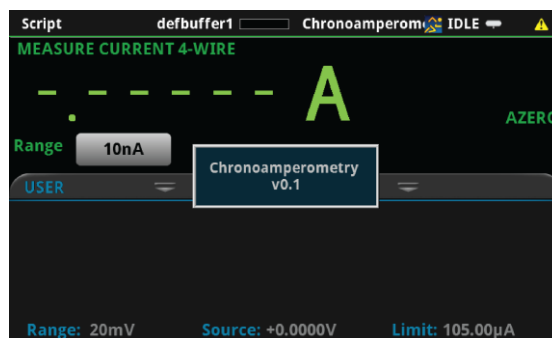 Script defbuffer1 Chronoamperom IDLE
MEASURE CURRENT 4-WIRE
-.----- A
AZERO
Range 10nA
Chronoamperometry
v0.1
USER
Range: 20mV Source: +0.0000V Limit: 105.00µA